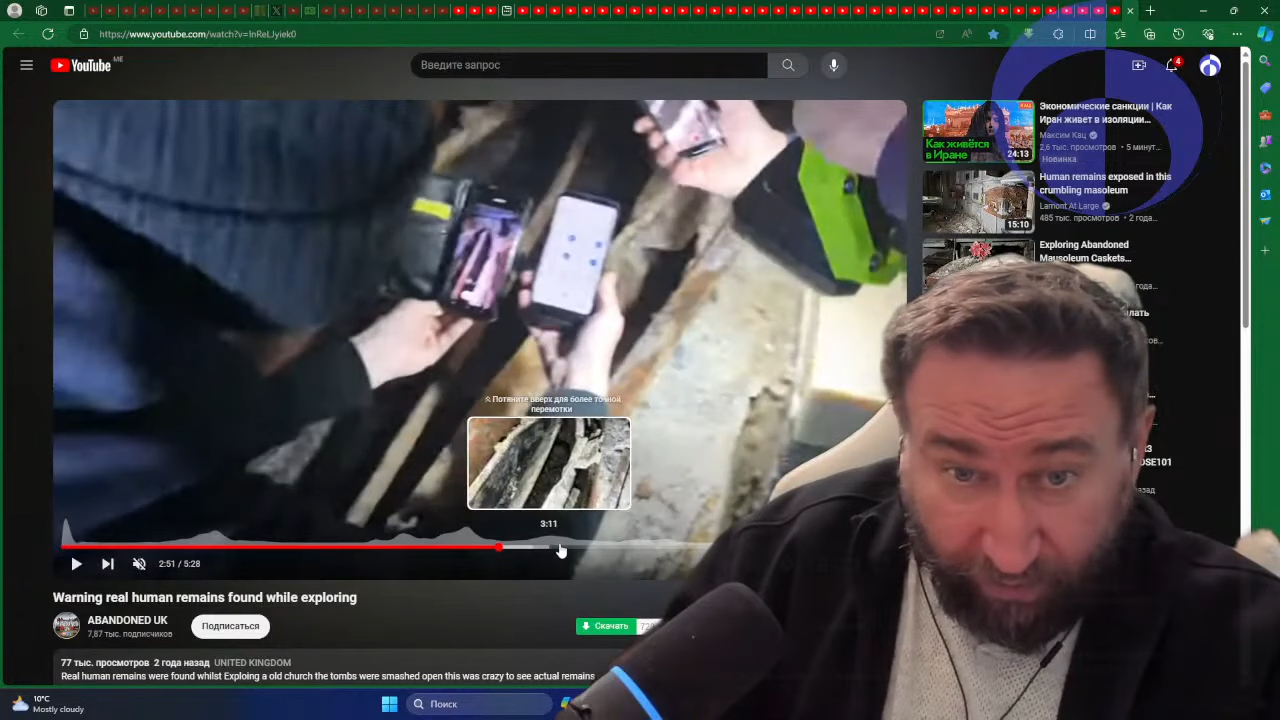 https://www.youtube.com/watch?v=InReLJyiek0
YouTube ME
Введите запрос
4
Потяните вверх для более точной
перемотки
3:11
2:51 / 5:28
Warning real human remains found while exploring
ABANDONED UK
7,87 тыс. подписчиков
Подписаться
Скачать
77 тыс. просмотров 2 года назад UNITED KINGDOM
Real human remains were found whilst Exploring a old church the tombs were smashed open this was crazy to see actual remains
Как живётся
в Иране
24:13
Экономические санкции | Как
Иран живет в изоляции...
Максим Кац
2,6 тыс. просмотров • 5 минут...
Новинка
15:10
Human remains exposed in this
crumbling masoleum
Lamont At Large
485 тыс. просмотров • 2 года...
Exploring Abandoned
Mausoleum Caskets...
10°C
Mostly cloudy
Поиск